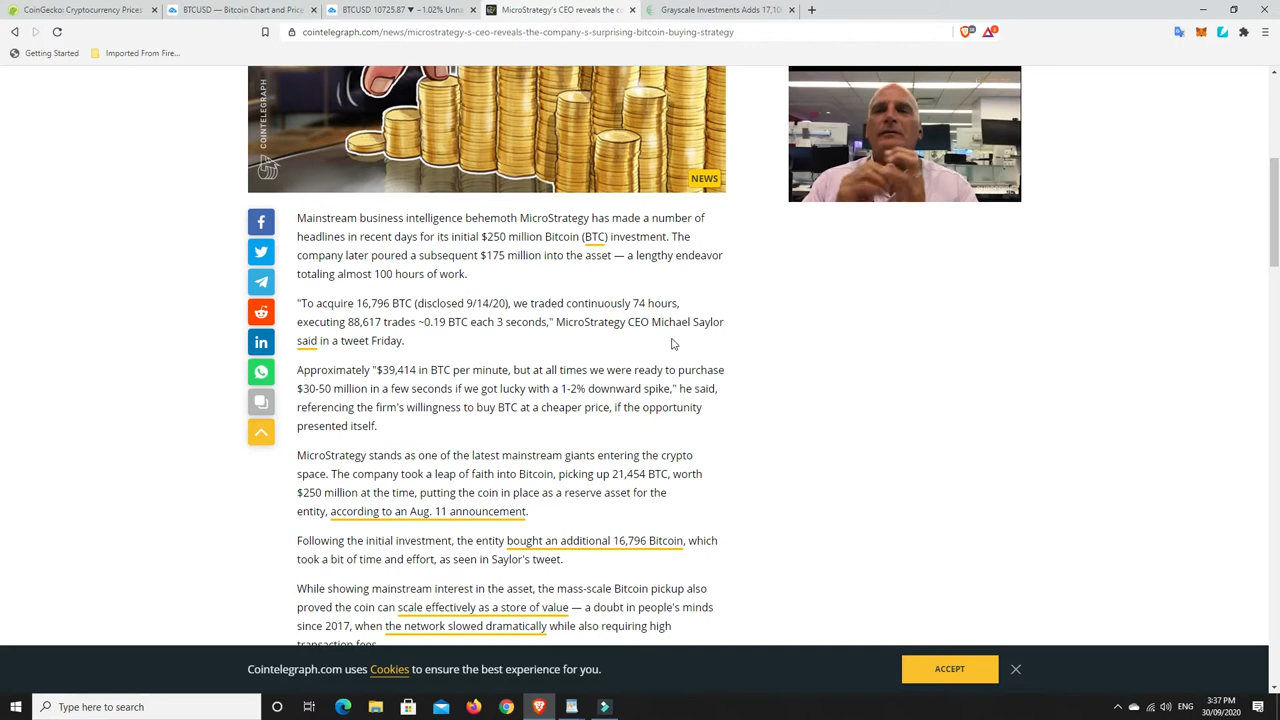 CoinGecko: Cryptocurrency Prices
BTCUSD — Bitcoin Chart and Price
BTCUSD 10725.87 ▼ −1.02% Unna
MicroStrategy's CEO reveals the co
Grayscale Investments Adds 17,10
cointelegraph.com/news/microstrategy-s-ceo-reveals-the-company-s-surprising-bitcoin-buying-strategy
Getting Started
Imported From Fire...
COINTELEGRAPH
NEWS
Mainstream business intelligence behemoth MicroStrategy has made a number of
headlines in recent days for its initial $250 million Bitcoin (BTC) investment. The
company later poured a subsequent $175 million into the asset — a lengthy endeavor
totaling almost 100 hours of work.
"To acquire 16,796 BTC (disclosed 9/14/20), we traded continuously 74 hours,
executing 88,617 trades ~0.19 BTC each 3 seconds," MicroStrategy CEO Michael Saylor
said in a tweet Friday.
Approximately "$39,414 in BTC per minute, but at all times we were ready to purchase
$30-50 million in a few seconds if we got lucky with a 1-2% downward spike," he said,
referencing the firm's willingness to buy BTC at a cheaper price, if the opportunity
presented itself.
MicroStrategy stands as one of the latest mainstream giants entering the crypto
space. The company took a leap of faith into Bitcoin, picking up 21,454 BTC, worth
$250 million at the time, putting the coin in place as a reserve asset for the
entity, according to an Aug. 11 announcement.
Following the initial investment, the entity bought an additional 16,796 Bitcoin, which
took a bit of time and effort, as seen in Saylor's tweet.
While showing mainstream interest in the asset, the mass-scale Bitcoin pickup also
proved the coin can scale effectively as a store of value — a doubt in people's minds
since 2017, when the network slowed dramatically while also requiring high
transaction fees.
Cointelegraph.com uses Cookies to ensure the best experience for you.
ACCEPT
Type here to search
ENG
3:37 PM
30/09/2020